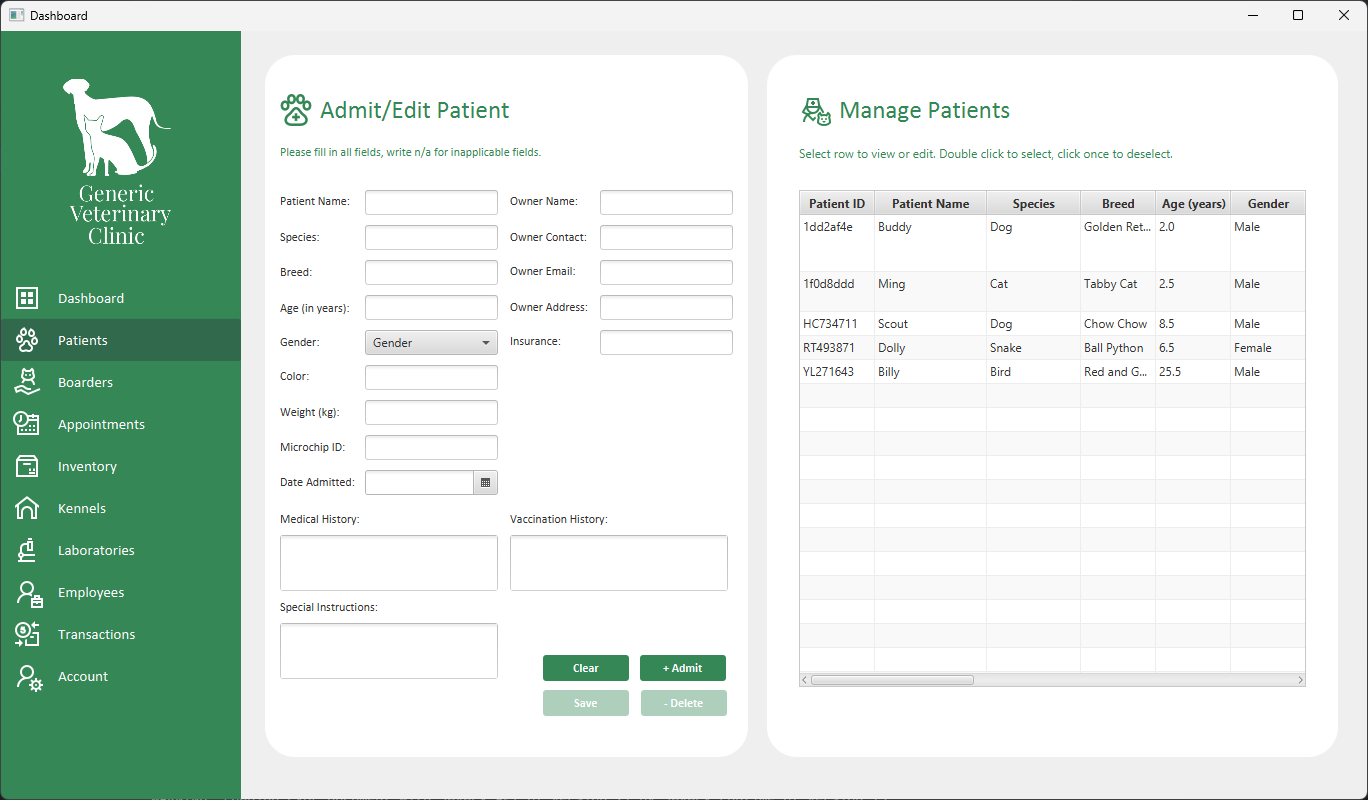 Dashboard
Generic
Veterinary
Clinic
Dashboard
Patients
Boarders
Appointments
Inventory
Kennels
Laboratories
Employees
Transactions
Account
Admit/Edit Patient
Please fill in all fields, write n/a for inapplicable fields.
Patient Name: Owner Name:
Species: Owner Contact:
Breed: Owner Email:
Age (in years): Owner Address:
Gender: Gender Insurance:
Color:
Weight (kg):
Microchip ID:
Date Admitted:
Medical History: Vaccination History:
Special Instructions:
Clear + Admit
Save - Delete
Manage Patients
Select row to view or edit. Double click to select, click once to deselect.
Patient ID Patient Name Species Breed Age (years) Gender
1dd2af4e Buddy Dog Golden Ret... 2.0 Male
1f0d8ddd Ming Cat Tabby Cat 2.5 Male
HC734711 Scout Dog Chow Chow 8.5 Male
RT493871 Dolly Snake Ball Python 6.5 Female
YL271643 Billy Bird Red and G... 25.5 Male